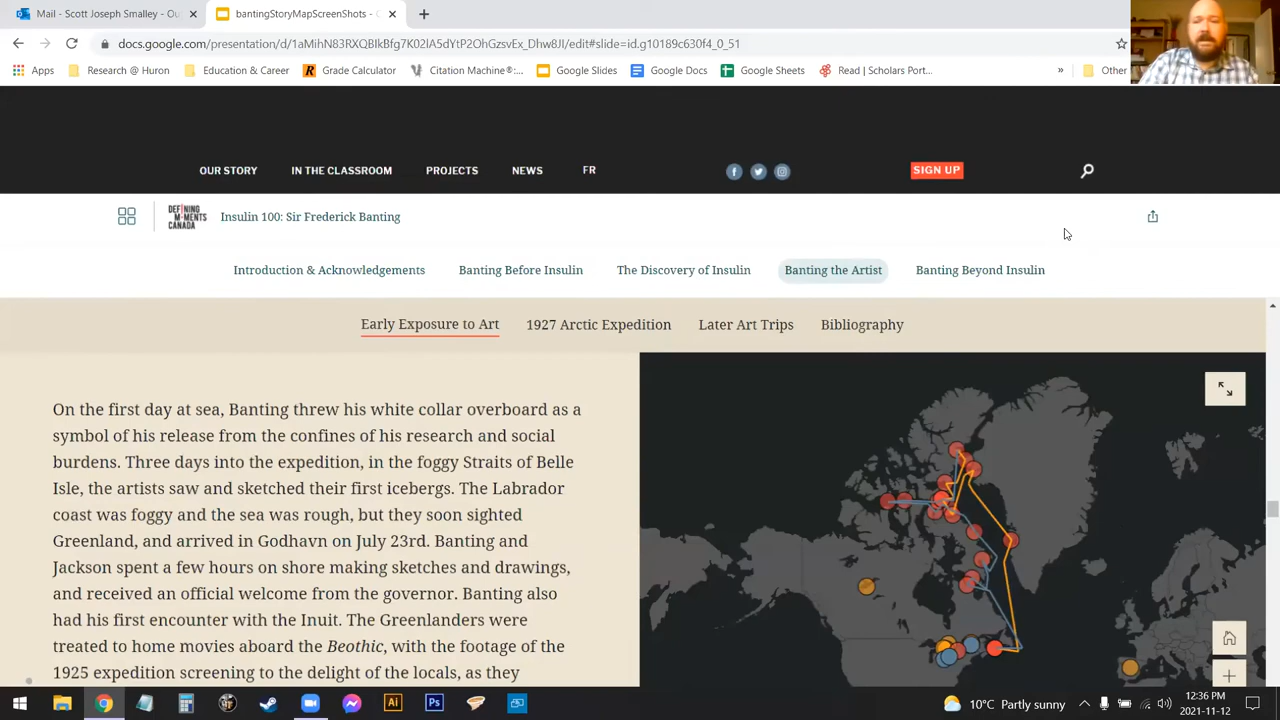 Mail - Scott Joseph Smalley - Ou
bantingStoryMapScreenShots -
docs.google.com/presentation/d/1aMihN83RXQBIkBfg7K02iA5dYtP2OhGzsvEx_Dhw8JI/edit#slide=id.g10189c630f4_0_51
Apps
Research @ Huron
Education & Career
Grade Calculator
Citation Machine®:...
Google Slides
Google Docs
Google Sheets
Read | Scholars Port...
»
Other
OUR STORY
IN THE CLASSROOM
PROJECTS
NEWS
FR
SIGN UP
DEFINING
MOMENTS
CANADA
Insulin 100: Sir Frederick Banting
Introduction & Acknowledgements
Banting Before Insulin
The Discovery of Insulin
Banting the Artist
Banting Beyond Insulin
Early Exposure to Art
1927 Arctic Expedition
Later Art Trips
Bibliography
On the first day at sea, Banting threw his white collar overboard as a
symbol of his release from the confines of his research and social
burdens. Three days into the expedition, in the foggy Straits of Belle
Isle, the artists saw and sketched their first icebergs. The Labrador
coast was foggy and the sea was rough, but they soon sighted
Greenland, and arrived in Godhavn on July 23rd. Banting and
Jackson spent a few hours on shore making sketches and drawings,
and received an official welcome from the governor. Banting also
had his first encounter with the Inuit. The Greenlanders were
treated to home movies aboard the Beothic, with the footage of the
1925 expedition screening to the delight of the locals, as they
10°C Partly sunny
12:36 PM
2021-11-12